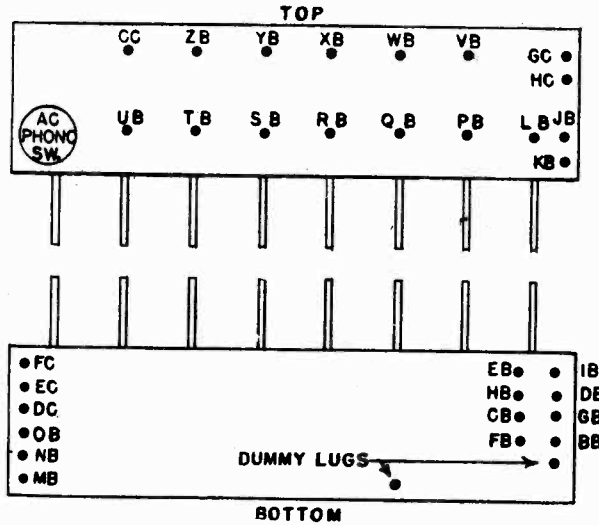 TOP
CC ZB YB XB WB VB
GC
HC
AC PHONO SW.
UB TB SB RB QB PB LB JB
KB
FC
EC
DC
OB
NB
MB
EB IB
HB DB
CB GB
FB BB
DUMMY LUGS
BOTTOM